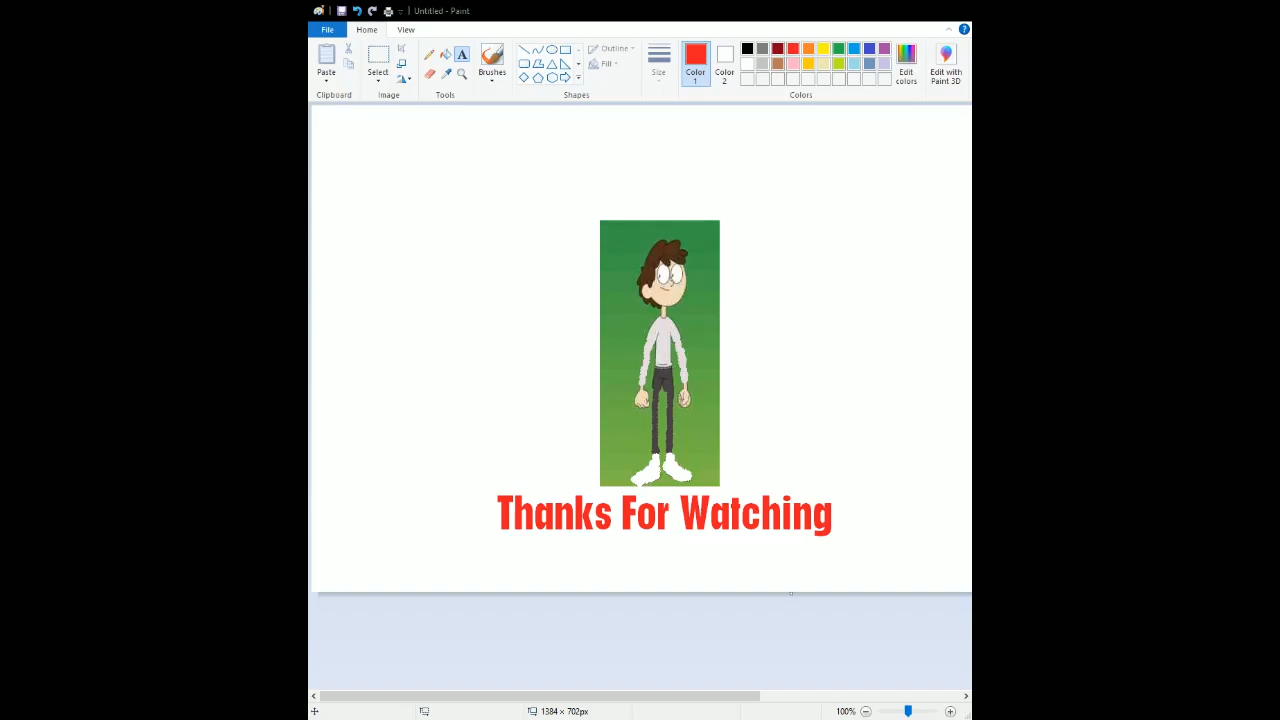 Untitled - Paint
File Home View
Paste
Select
Brushes
Outline
Fill
Size
Color 1
Color 2
Edit colors
Edit with Paint 3D
Clipboard
Image
Tools
Shapes
Colors
Thanks For Watching
1384 × 702px
100%